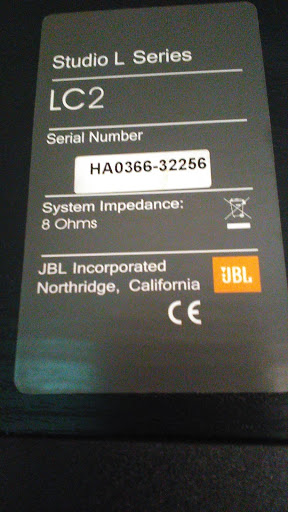 Studio L Series
LC2
Serial Number
HA0366-32256
System Impedance:
8 Ohms
JBL Incorporated
Northridge, California
JBL
CE